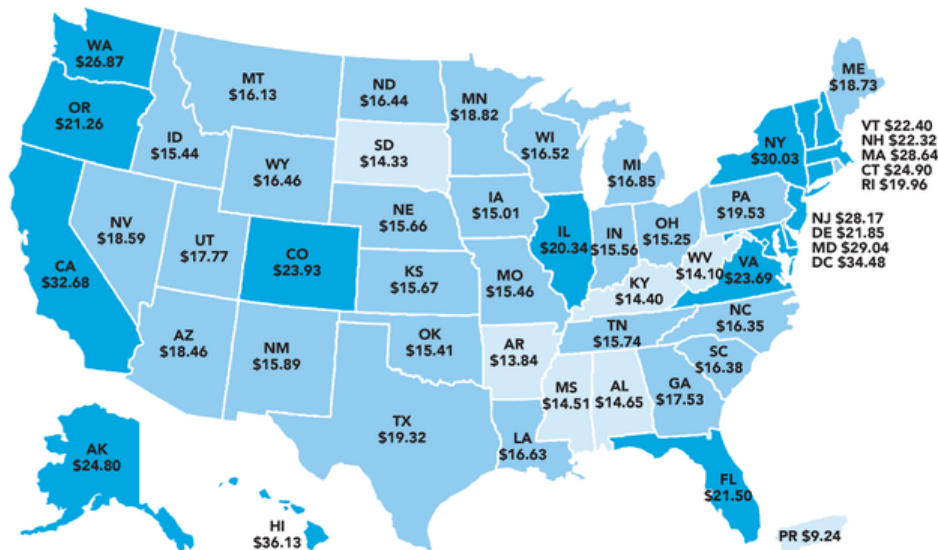 WA
$26.87
OR
$21.26
CA
$32.68
ID
$15.44
NV
$18.59
MT
$16.13
WY
$16.46
UT
$17.77
CO
$23.93
AZ
$18.46
NM
$15.89
ND
$16.44
SD
$14.33
NE
$15.66
KS
$15.67
OK
$15.41
TX
$19.32
MN
$18.82
IA
$15.01
MO
$15.46
AR
$13.84
LA
$16.63
WI
$16.52
IL
$20.34
MI
$16.85
IN
$15.56
OH
$15.25
KY
$14.40
TN
$15.74
MS
$14.51
AL
$14.65
GA
$17.53
FL
$21.50
SC
$16.38
NC
$16.35
VA
$23.69
WV
$14.10
PA
$19.53
NY
$30.03
ME
$18.73
VT $22.40
NH $22.32
MA $28.64
CT $24.90
RI $19.96
NJ $28.17
DE $21.85
MD $29.04
DC $34.48
AK
$24.80
HI
$36.13
PR $9.24